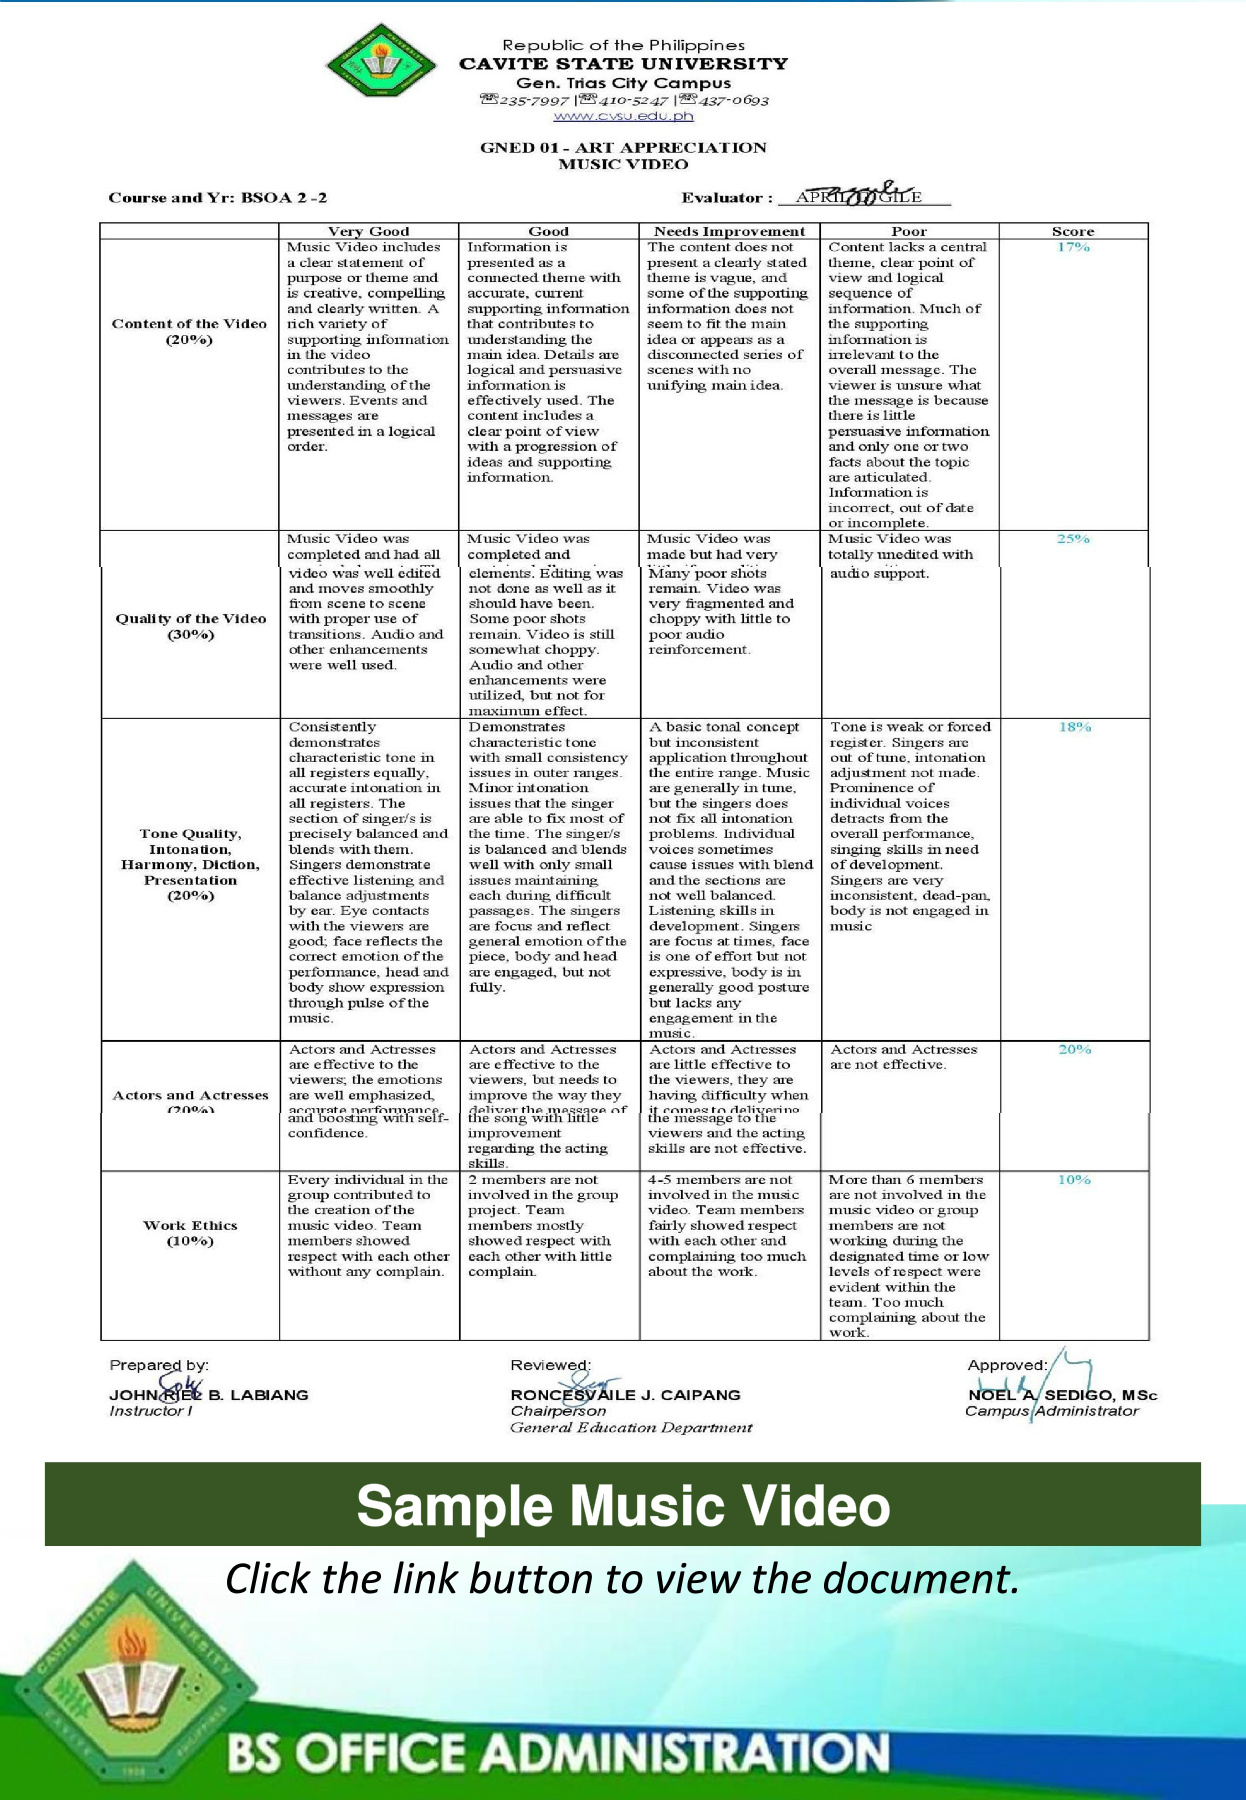 Republic of the Philippines
CAVITE STATE UNIVERSITY
Gen. Trias City Campus
☏235-7997 |☏410-5247 |☏437-0693
www.cvsu.edu.ph
GNED 01 - ART APPRECIATION
MUSIC VIDEO
Course and Yr: BSOA 2 -2
Evaluator :
Very Good Good Needs Improvement Poor Score
Content of the Video
(20%)
Music Video includes
a clear statement of
purpose or theme and
is creative, compelling
and clearly written. A
rich variety of
supporting information
in the video
contributes to the
understanding of the
viewers. Events and
messages are
presented in a logical
order.
Information is
presented as a
connected theme with
accurate, current
supporting information
that contributes to
understanding the
main idea. Details are
logical and persuasive
information is
effectively used. The
content includes a
clear point of view
with a progression of
ideas and supporting
information.
The content does not
present a clearly stated
theme is vague, and
some of the supporting
information does not
seem to fit the main
idea or appears as a
disconnected series of
scenes with no
unifying main idea.
Content lacks a central
theme, clear point of
view and logical
sequence of
information. Much of
the supporting
information is
irrelevant to the
overall message. The
viewer is unsure what
the message is because
there is little
persuasive information
and only one or two
facts about the topic
are articulated.
Information is
incorrect, out of date
or incomplete.
17%
Quality of the Video
(30%)
Music Video was
completed and had all
video was well edited
and moves smoothly
from scene to scene
with proper use of
transitions. Audio and
other enhancements
were well used.
Music Video was
completed and
elements. Editing was
not done as well as it
should have been.
Some poor shots
remain. Video is still
somewhat choppy.
Audio and other
enhancements were
utilized, but not for
maximum effect.
Music Video was
made but had very
Many poor shots
remain. Video was
very fragmented and
choppy with little to
poor audio
reinforcement.
Music Video was
totally unedited with
audio support.
25%
Tone Quality,
Intonation,
Harmony, Diction,
Presentation
(20%)
Consistently
demonstrates
characteristic tone in
all registers equally,
accurate intonation in
all registers. The
section of singer/s is
precisely balanced and
blends with them.
Singers demonstrate
effective listening and
balance adjustments
by ear. Eye contacts
with the viewers are
good; face reflects the
correct emotion of the
performance, head and
body show expression
through pulse of the
music.
Demonstrates
characteristic tone
with small consistency
issues in outer ranges.
Minor intonation
issues that the singer
are able to fix most of
the time. The singer/s
is balanced and blends
well with only small
issues maintaining
each during difficult
passages. The singers
are focus and reflect
general emotion of the
piece, body and head
are engaged, but not
fully.
A basic tonal concept
but inconsistent
application throughout
the entire range. Music
are generally in tune,
but the singers does
not fix all intonation
problems. Individual
voices sometimes
cause issues with blend
and the sections are
not well balanced.
Listening skills in
development. Singers
are focus at times, face
is one of effort but not
expressive, body is in
generally good posture
but lacks any
engagement in the
music.
Tone is weak or forced
register. Singers are
out of tune, intonation
adjustment not made.
Prominence of
individual voices
detracts from the
overall performance,
singing skills in need
of development.
Singers are very
inconsistent, dead-pan,
body is not engaged in
music
18%
Actors and Actresses
(20%)
Actors and Actresses
are effective to the
viewers; the emotions
are well emphasized,
accurate performance
and boosting with self-
confidence.
Actors and Actresses
are effective to the
viewers, but needs to
improve the way they
deliver the message of
the song with little
improvement
regarding the acting
skills.
Actors and Actresses
are little effective to
the viewers, they are
having difficulty when
it comes to delivering
the message to the
viewers and the acting
skills are not effective.
Actors and Actresses
are not effective.
20%
Work Ethics
(10%)
Every individual in the
group contributed to
the creation of the
music video. Team
members showed
respect with each other
without any complain.
2 members are not
involved in the group
project. Team
members mostly
showed respect with
each other with little
complain.
4-5 members are not
involved in the music
video. Team members
fairly showed respect
with each other and
complaining too much
about the work.
More than 6 members
are not involved in the
music video or group
members are not
working during the
designated time or low
levels of respect were
evident within the
team. Too much
complaining about the
work.
10%
Prepared by:
JOHN RIEL B. LABIANG
Instructor I
Reviewed:
RONCESVAILE J. CAIPANG
Chairperson
General Education Department
Approved:
NOEL A. SEDIGO, MSc
Campus Administrator
Sample Music Video
Click the link button to view the document.
CAVITE STATE UNIVERSITY
BS OFFICE ADMINISTRATION